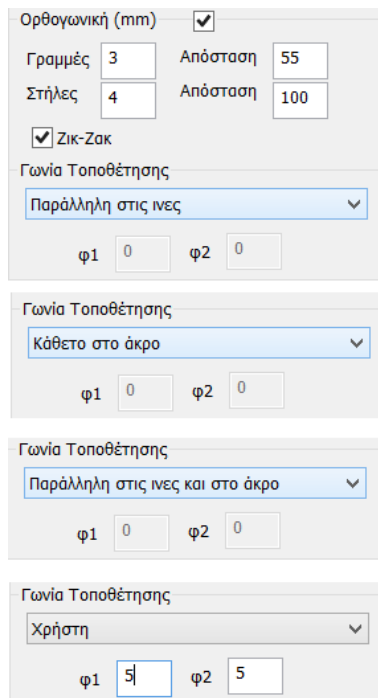 Ορθογωνική (mm)
Γραμμές 3 Απόσταση 55
Στήλες 4 Απόσταση 100
Ζικ-Ζακ
Γωνία Τοποθέτησης
Παράλληλη στις ινες
φ1 0 φ2 0
Γωνία Τοποθέτησης
Κάθετο στο άκρο
φ1 0 φ2 0
Γωνία Τοποθέτησης
Παράλληλη στις ινες και στο άκρο
φ1 0 φ2 0
Γωνία Τοποθέτησης
Χρήστη
φ1 5 φ2 5